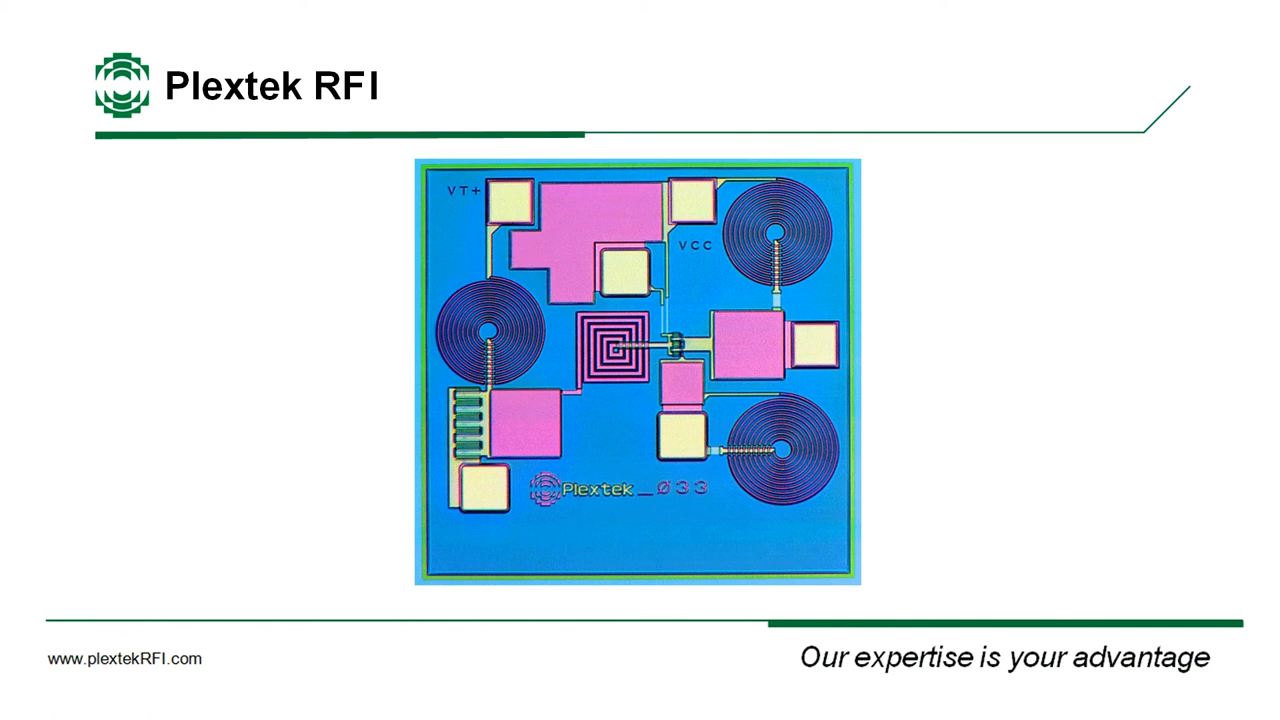 Plextek RFI
VT+
VCC
Plextek_Ø33
www.plextekRFI.com
Our expertise is your advantage